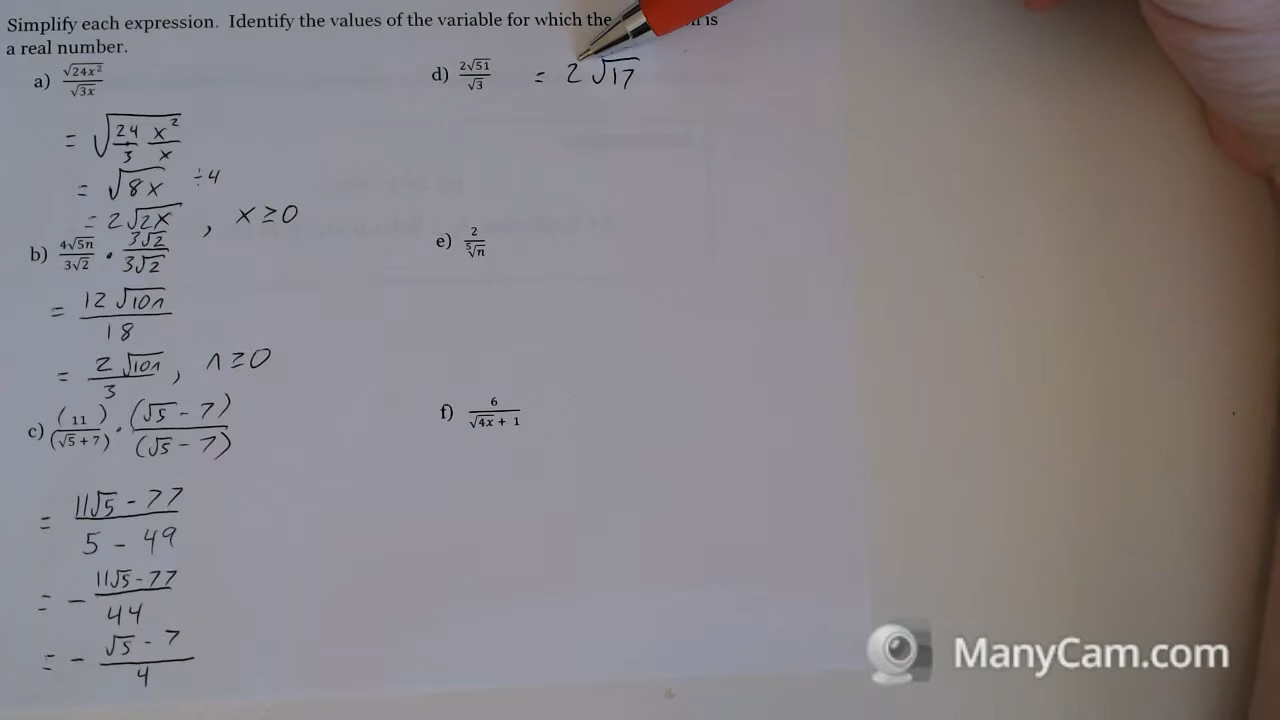 Simplify each expression. Identify the values of the variable for which the is
a real number.
a) √24x² / √3x
= √(24/3 x²/x)
= √8x ÷4
= 2√2x , x ≥ 0
b) 4√5n / 3√2 · 3√2 / 3√2
= 12√10n / 18
= 2√10n / 3 , n ≥ 0
c) (11) / (√5 + 7) · (√5 - 7) / (√5 - 7)
= 11√5 - 77 / 5 - 49
= - 11√5 - 77 / 44
= - √5 - 7 / 4
d) 2√51 / √3 = 2√17
e) 2 / ⁵√n
f) 6 / √4x + 1
ManyCam.com